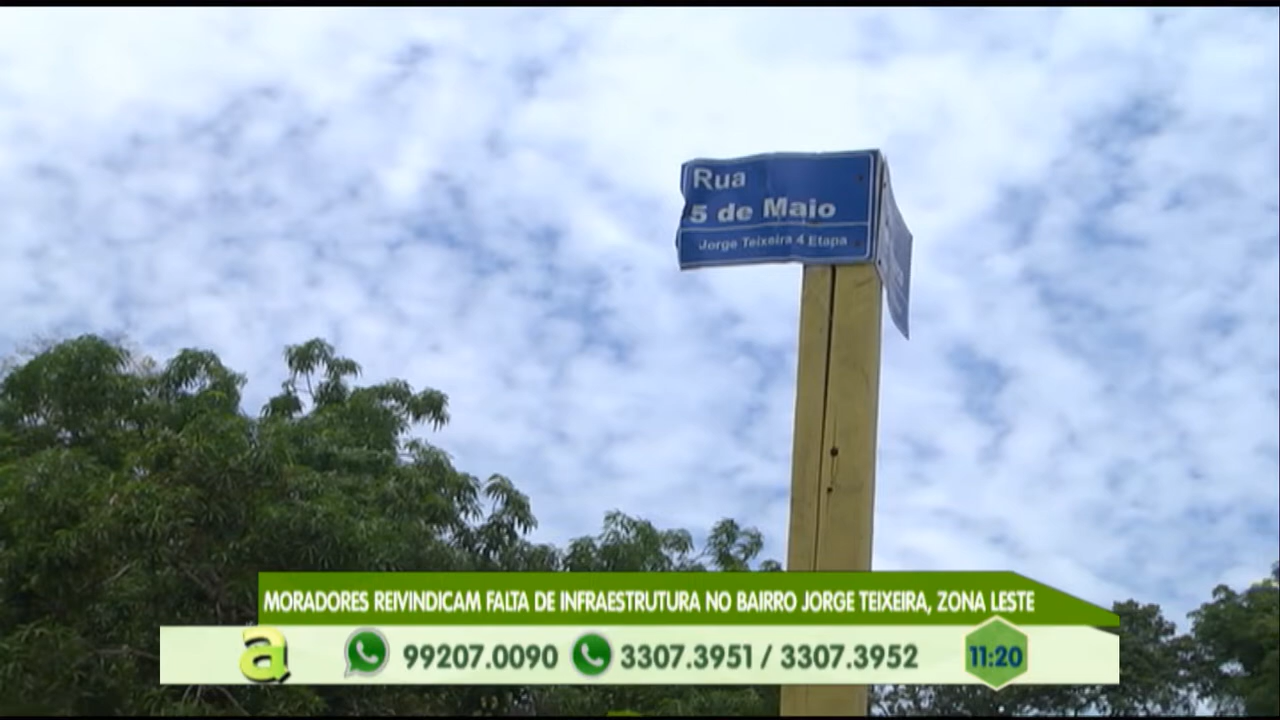 Rua
5 de Maio
Jorge Teixeira 4 Etapa
MORADORES REIVINDICAM FALTA DE INFRAESTRUTURA NO BAIRRO JORGE TEIXEIRA, ZONA LESTE
a 99207.0090 3307.3951 / 3307.3952 11:20